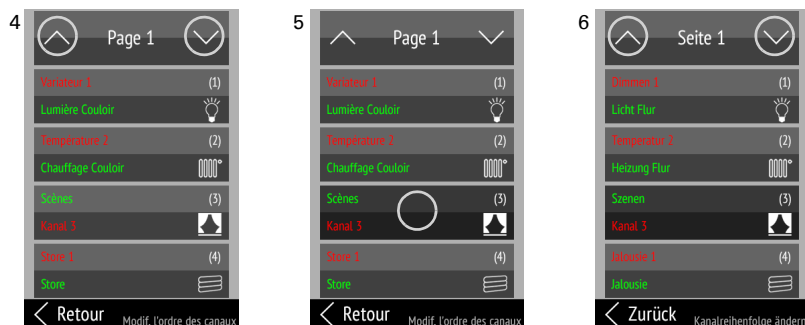 4
Page 1
Variateur 1 (1)
Lumière Couloir
Température 2 (2)
Chauffage Couloir
Scènes (3)
Kanal 3
Store 1 (4)
Store
Retour Modif. l'ordre des canaux
5
Page 1
Variateur 1 (1)
Lumière Couloir
Température 2 (2)
Chauffage Couloir
Scènes (3)
Kanal 3
Store 1 (4)
Store
Retour Modif. l'ordre des canaux
6
Seite 1
Dimmen 1 (1)
Licht Flur
Temperatur 2 (2)
Heizung Flur
Szenen (3)
Kanal 3
Jalousie 1 (4)
Jalousie
Zurück Kanalreihenfolge ändern